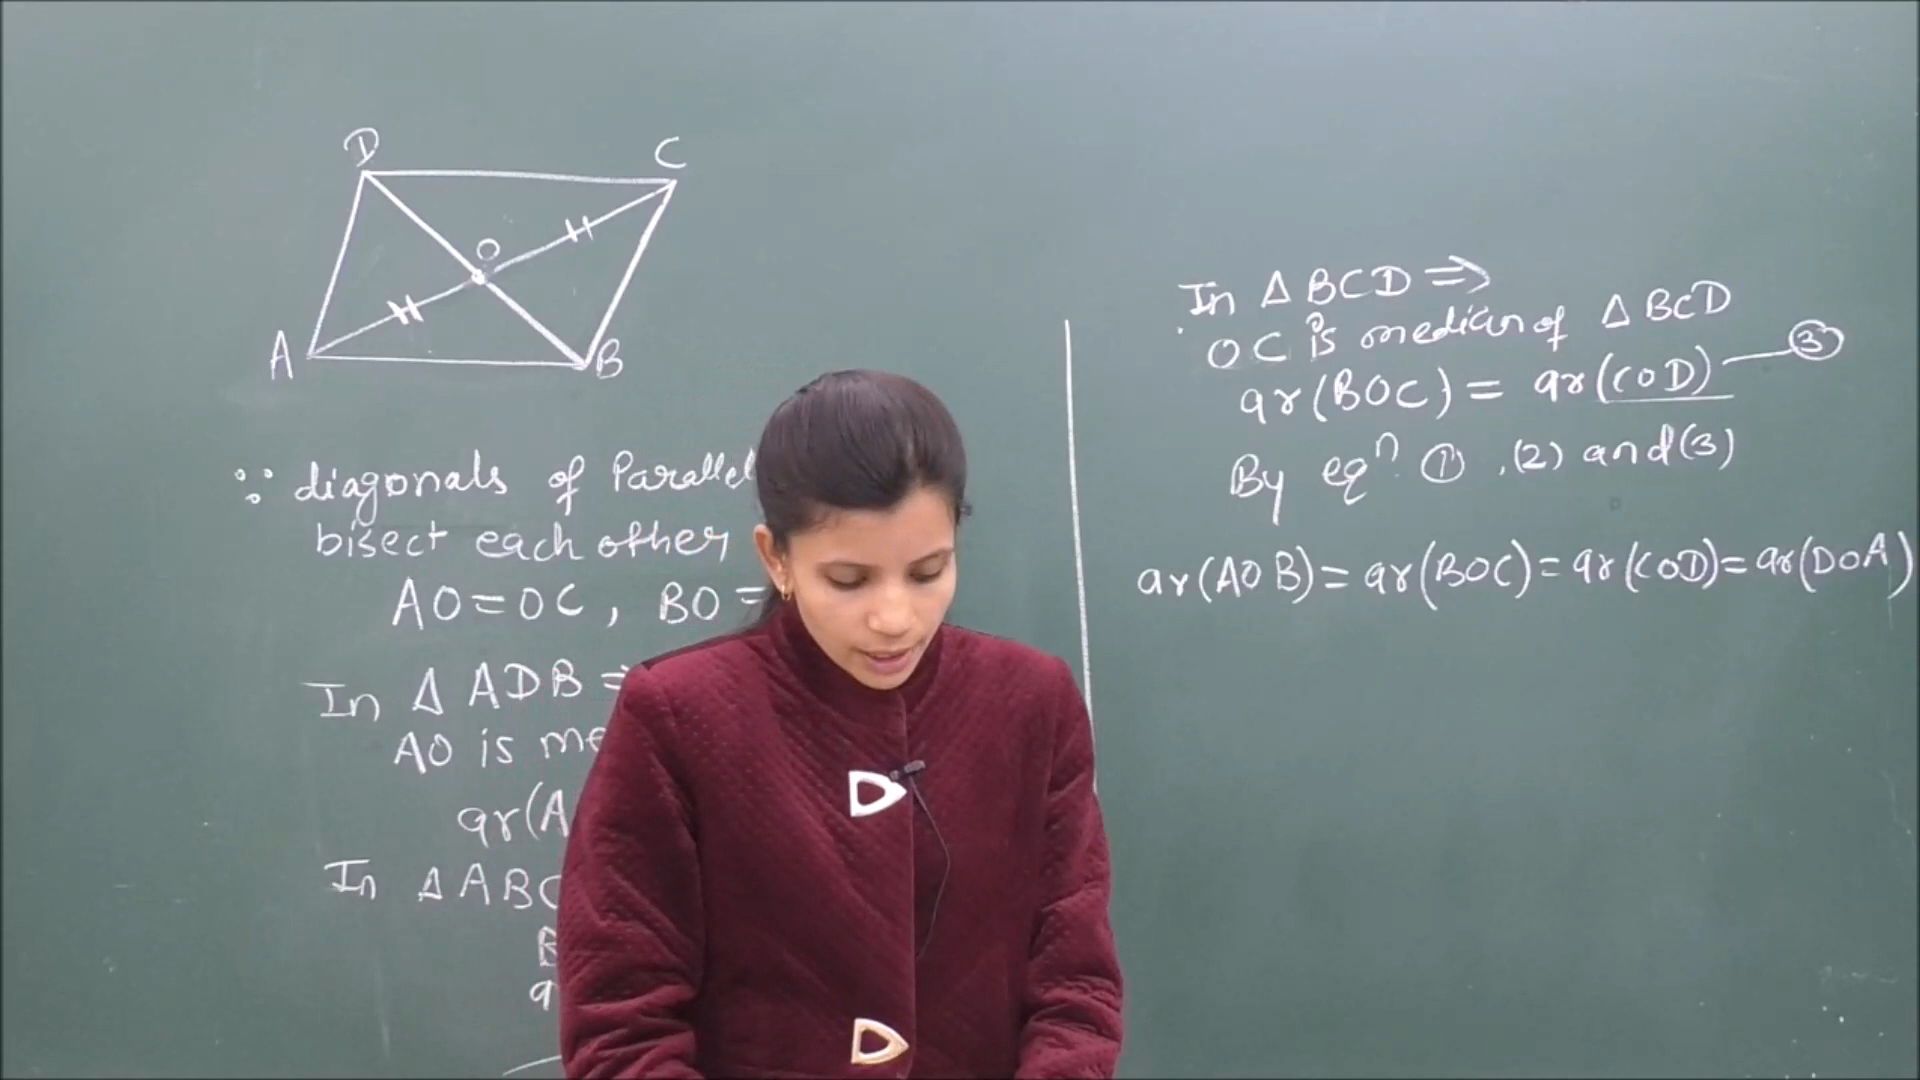 D
C
O
A
B
∵ diagonals of
bisect each other
AO = OC, BO =
In Δ ADB
AO is
ar(A
In Δ ABC
In Δ BCD ⇒
OC is median of Δ BCD
ar(BOC) = ar(COD) — ③
By eqⁿ. ①, (2) and (3)
ar(AOB) = ar(BOC) = ar(COD) = ar(DOA)